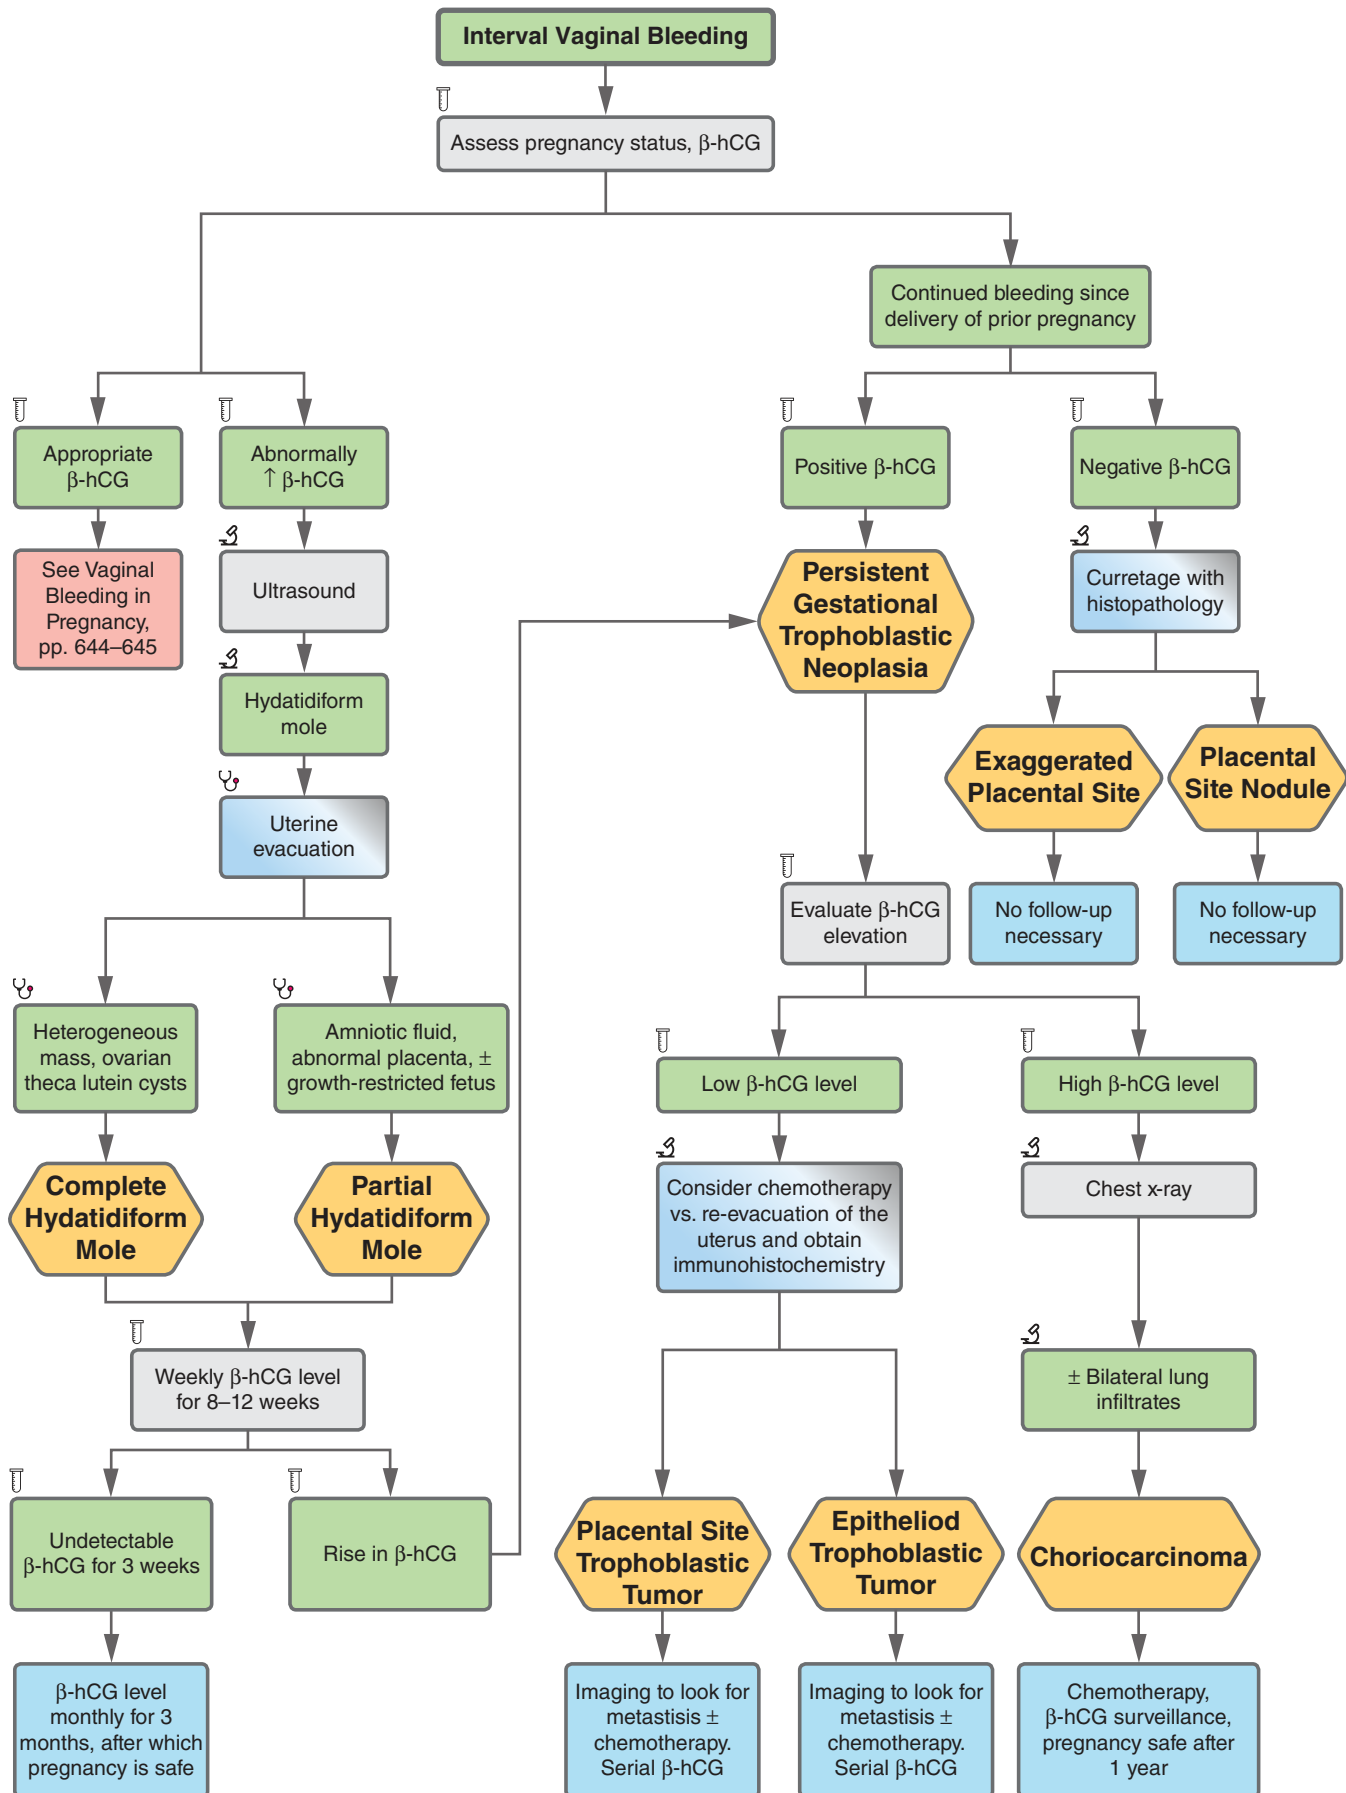 Interval Vaginal Bleeding
Assess pregnancy status, β-hCG
Continued bleeding since
delivery of prior pregnancy
Appropriate
β-hCG
Abnormally
↑ β-hCG
Positive β-hCG
Negative β-hCG
See Vaginal
Bleeding in
Pregnancy,
pp. 644–645
Ultrasound
Persistent
Gestational
Trophoblastic
Neoplasia
Curretage with
histopathology
Hydatidiform
mole
Exaggerated
Placental Site
Placental
Site Nodule
Uterine
evacuation
Evaluate β-hCG
elevation
No follow-up
necessary
No follow-up
necessary
Heterogeneous
mass, ovarian
theca lutein cysts
Amniotic fluid,
abnormal placenta, ±
growth-restricted fetus
Low β-hCG level
High β-hCG level
Complete
Hydatidiform
Mole
Partial
Hydatidiform
Mole
Consider chemotherapy
vs. re-evacuation of the
uterus and obtain
immunohistochemistry
Chest x-ray
Weekly β-hCG level
for 8–12 weeks
± Bilateral lung
infiltrates
Undetectable
β-hCG for 3 weeks
Rise in β-hCG
Placental Site
Trophoblastic
Tumor
Epitheliod
Trophoblastic
Tumor
Choriocarcinoma
β-hCG level
monthly for 3
months, after which
pregnancy is safe
Imaging to look for
metastisis ±
chemotherapy.
Serial β-hCG
Imaging to look for
metastisis ±
chemotherapy.
Serial β-hCG
Chemotherapy,
β-hCG surveillance,
pregnancy safe after
1 year